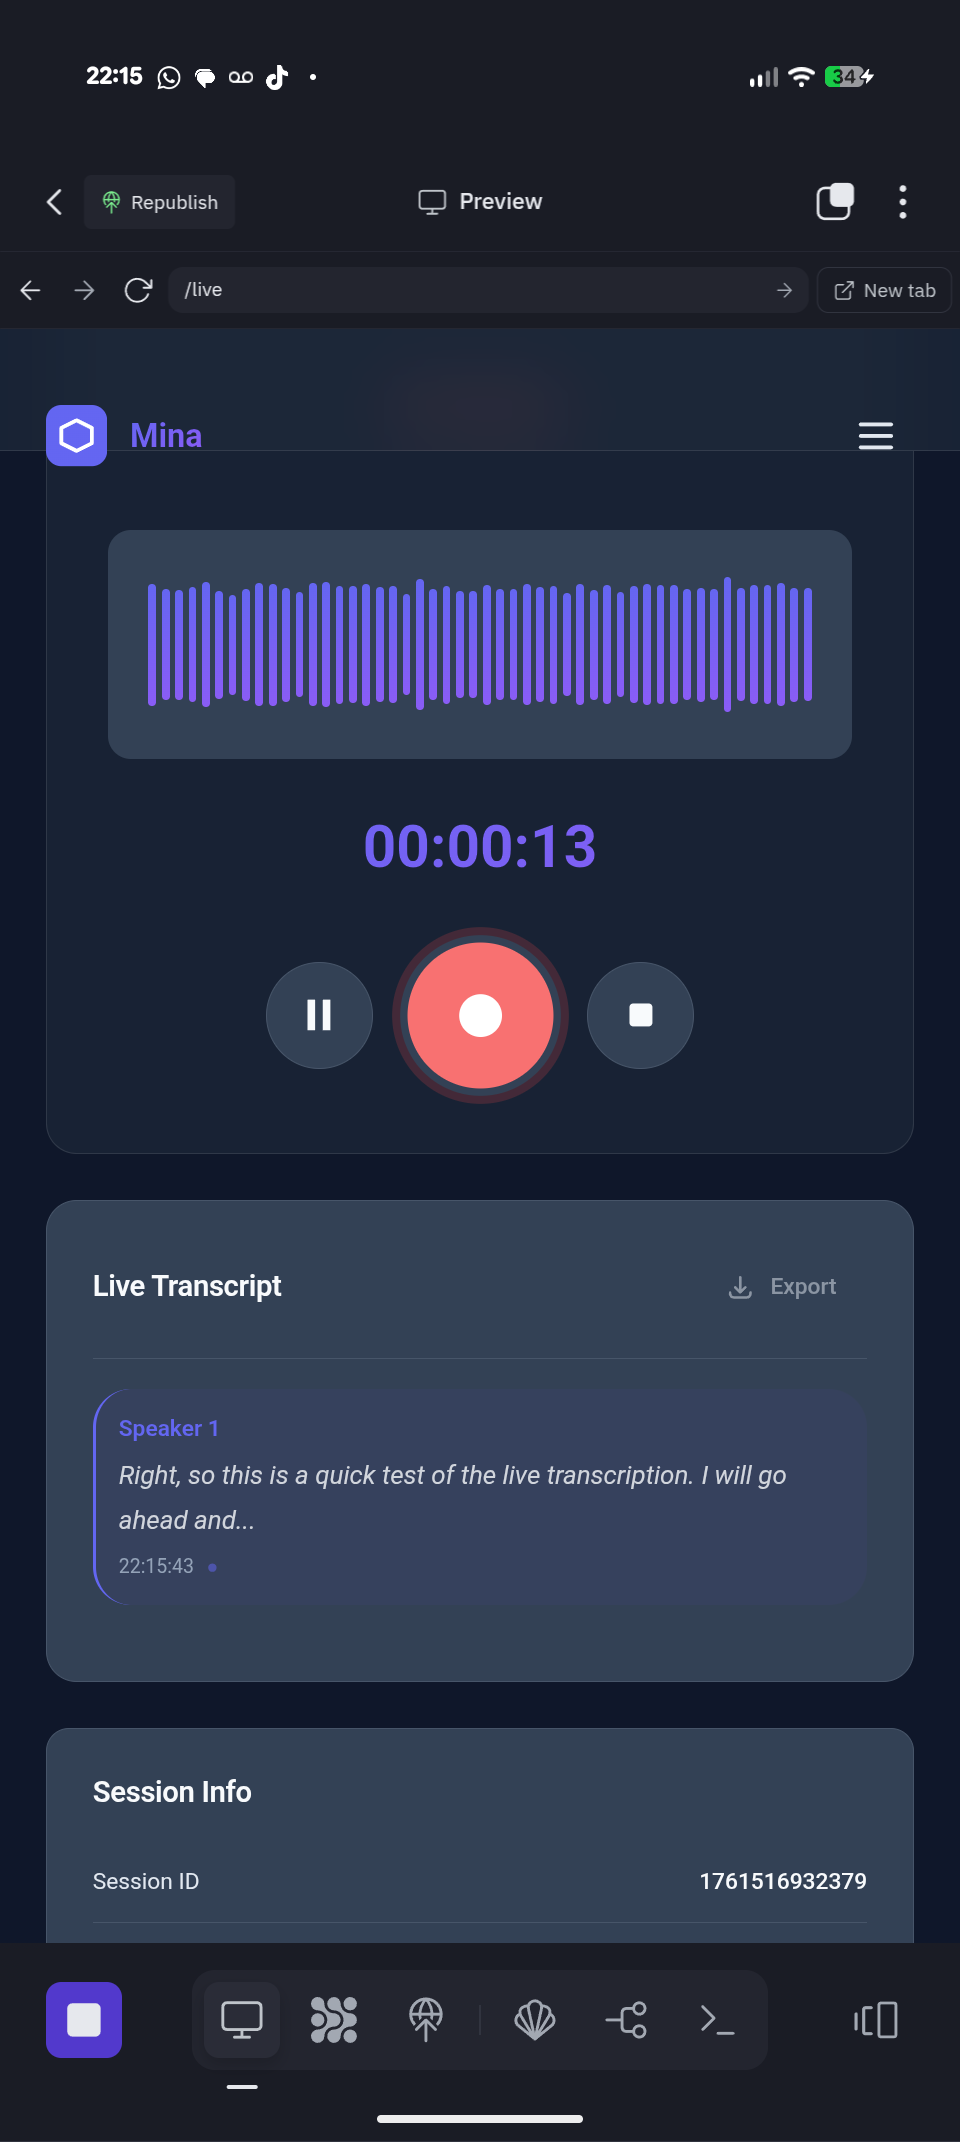 22:15
34
Republish
Preview
/live
New tab
Mina
00:00:13
Live Transcript
Export
Speaker 1
Right, so this is a quick test of the live transcription. I will go
ahead and...
22:15:43
Session Info
Session ID
1761516932379